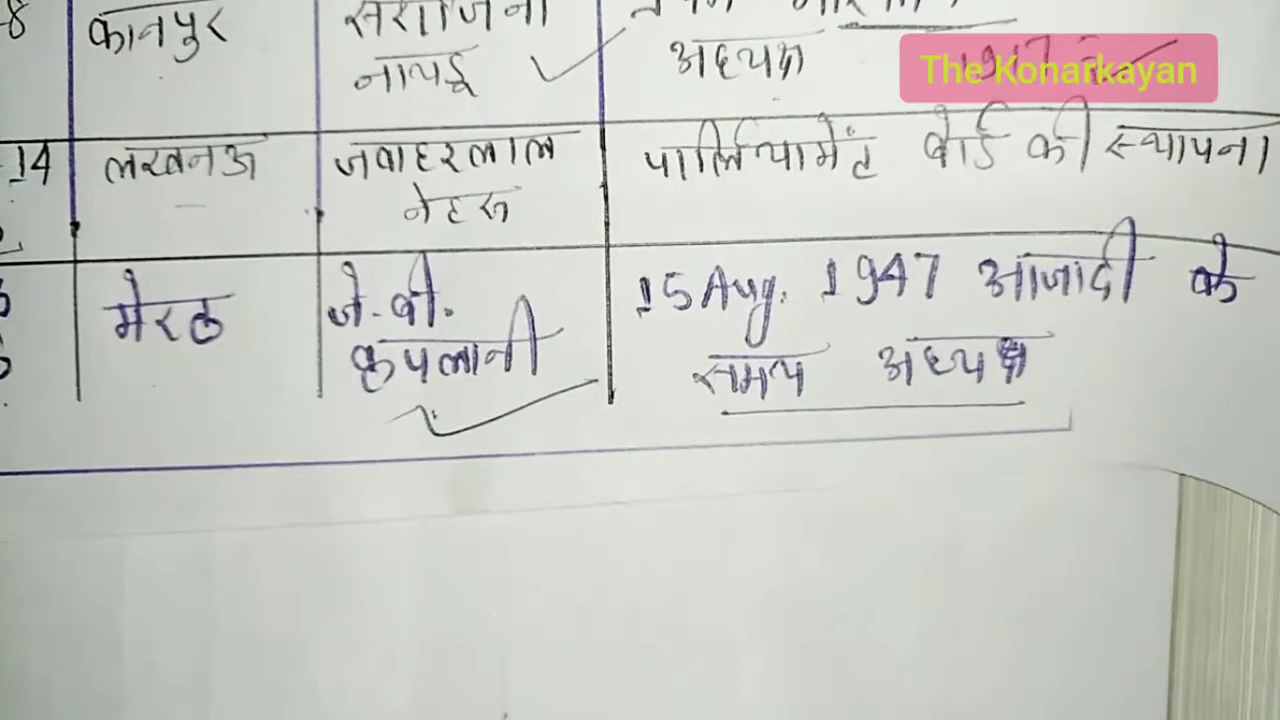 8 कानपुर सरोजिनी
नायडू अध्यक्ष
The Konarkayan
14 लखनऊ जवाहरलाल पार्लियामेंट बोर्ड की स्थापना
नेहरू
मेरठ जे.बी. 15 Aug. 1947 आजादी के
कृपलानी समय अध्यक्ष